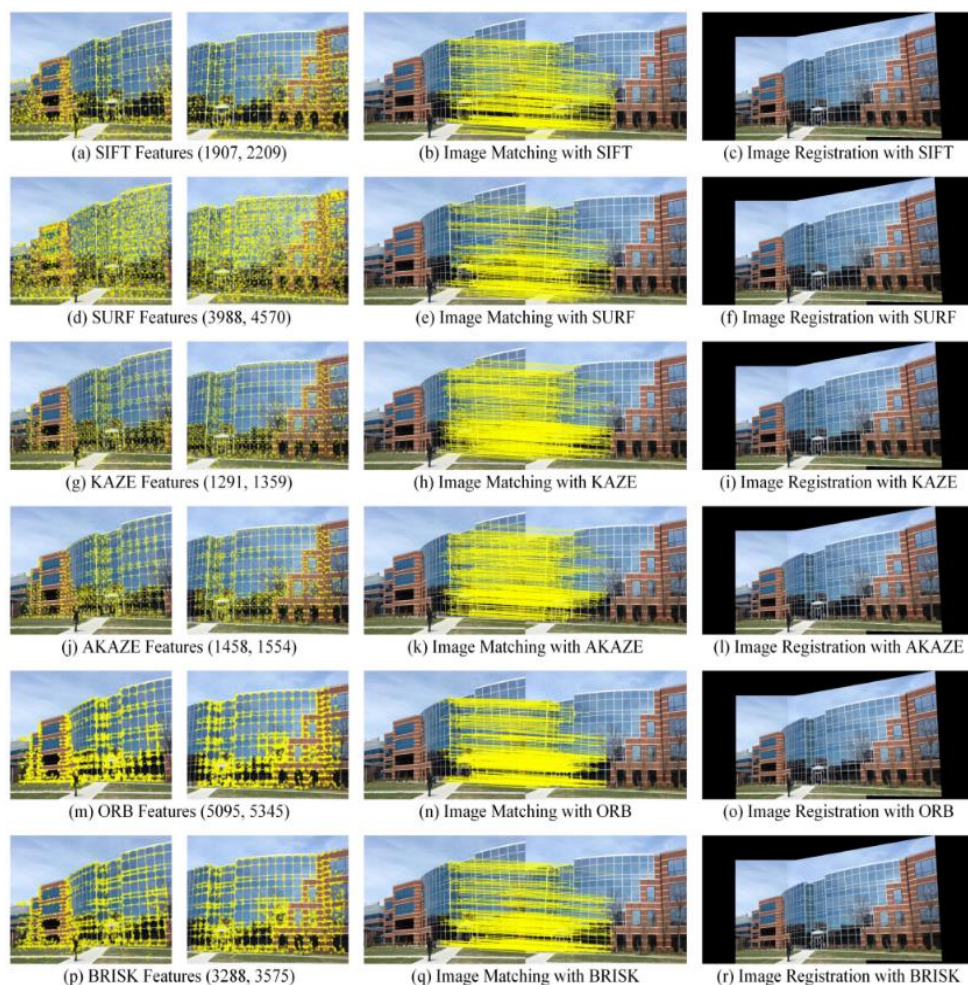 (a) SIFT Features (1907, 2209)
(b) Image Matching with SIFT
(c) Image Registration with SIFT
(d) SURF Features (3988, 4570)
(e) Image Matching with SURF
(f) Image Registration with SURF
(g) KAZE Features (1291, 1359)
(h) Image Matching with KAZE
(i) Image Registration with KAZE
(j) AKAZE Features (1458, 1554)
(k) Image Matching with AKAZE
(l) Image Registration with AKAZE
(m) ORB Features (5095, 5345)
(n) Image Matching with ORB
(o) Image Registration with ORB
(p) BRISK Features (3288, 3575)
(q) Image Matching with BRISK
(r) Image Registration with BRISK